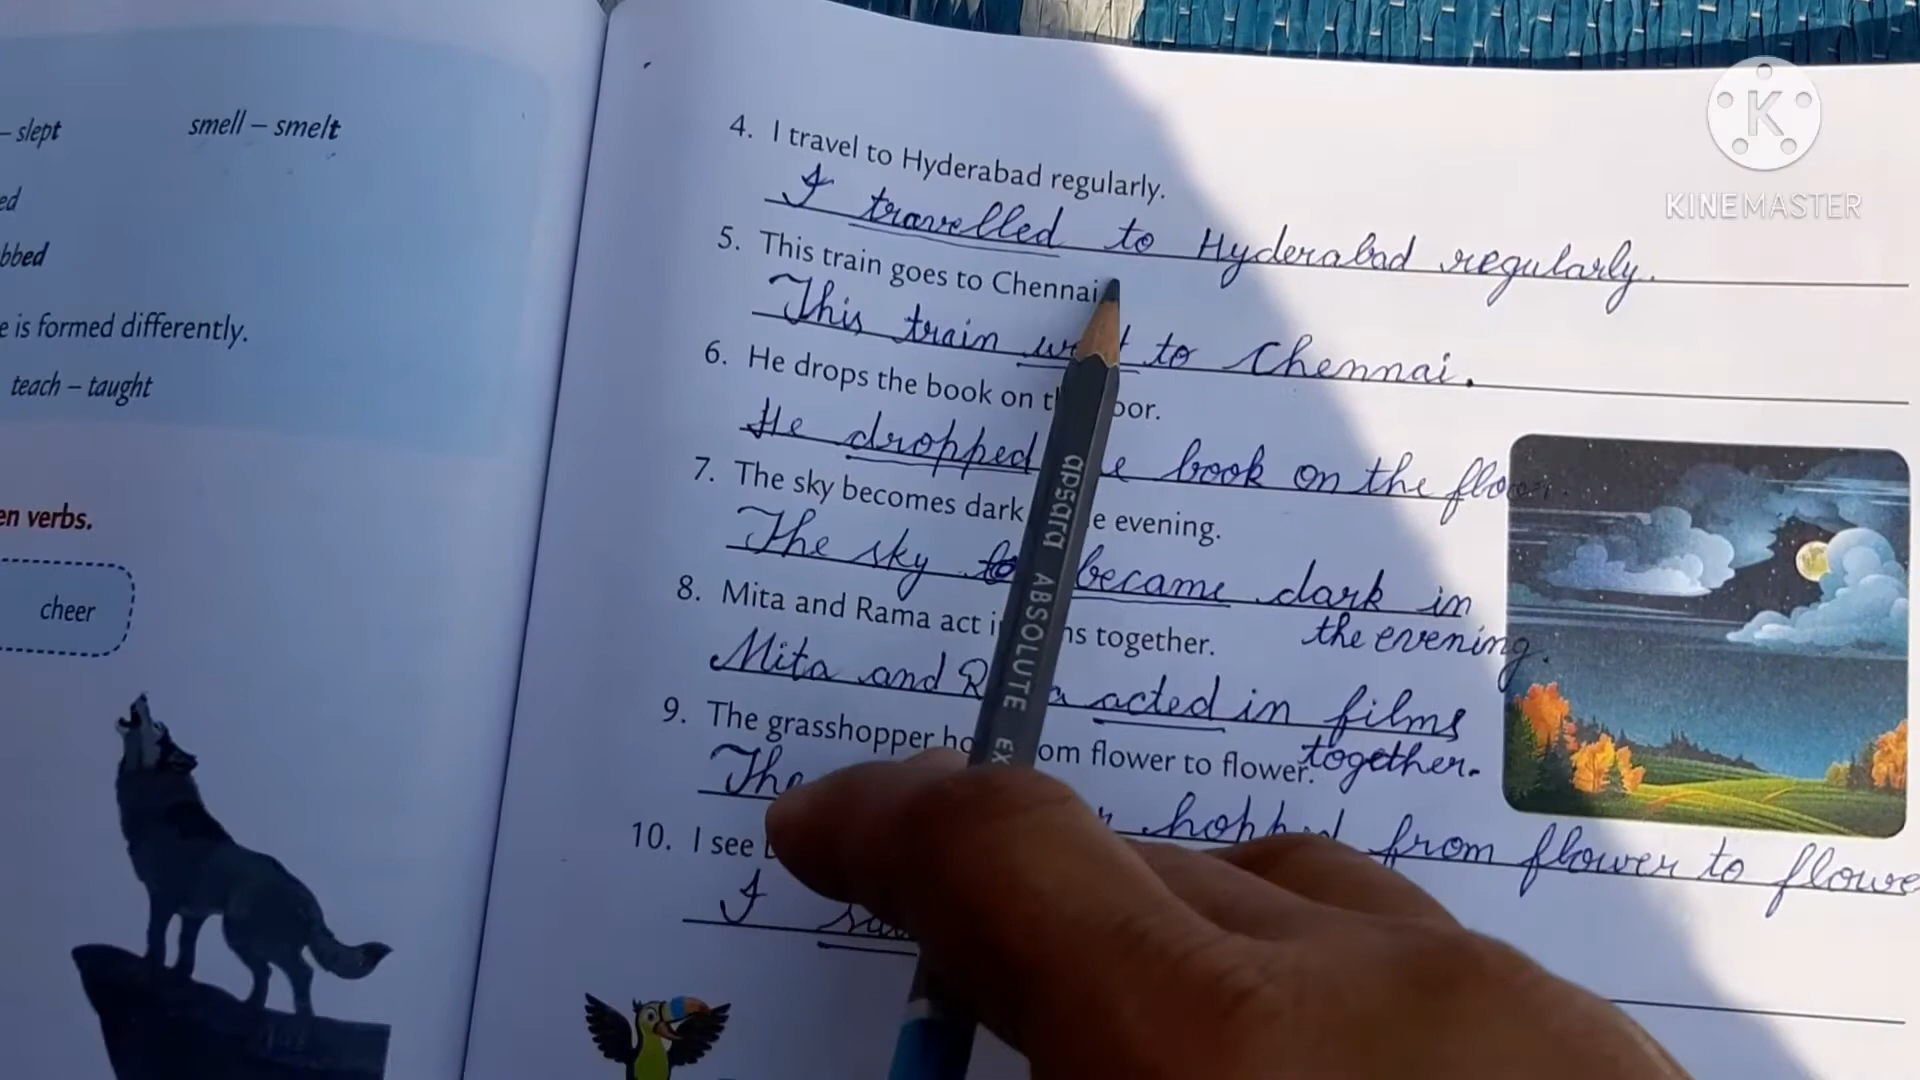 – slept smell – smelt
ed
bbed
e is formed differently.
teach – taught
en verbs.
cheer
4. I travel to Hyderabad regularly.
I travelled to Hyderabad regularly.
5. This train goes to Chennai
This train to Chennai.
6. He drops the book on
He dropped book on the
7. The sky becomes dark evening.
The sky became dark in
the evening.
8. Mita and Rama act together.
Mita and acted in films
together.
9. The grasshopper flower to flower.
The from flower to
10. I see
I
apsara ABSOLUTE
KINEMASTER